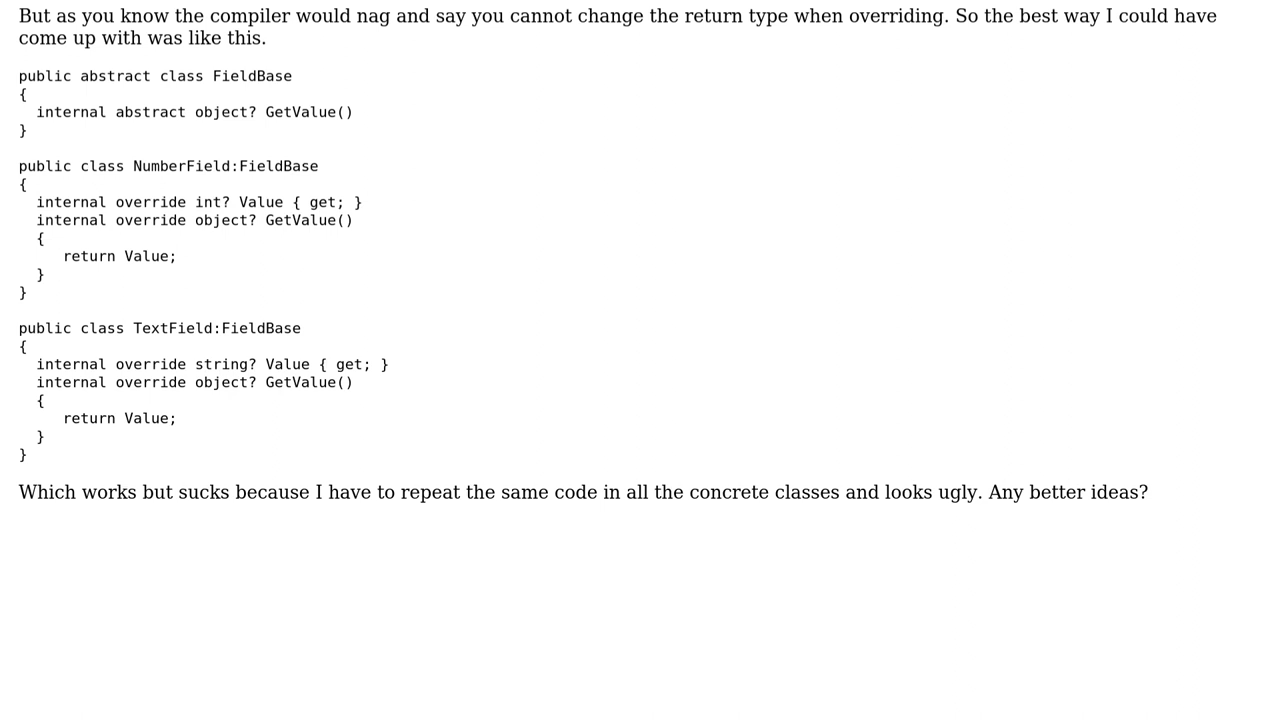 But as you know the compiler would nag and say you cannot change the return type when overriding. So the best way I could have
come up with was like this.
public abstract class FieldBase
{
  internal abstract object? GetValue()
}
public class NumberField:FieldBase
{
  internal override int? Value { get; }
  internal override object? GetValue()
  {
     return Value;
  }
}
public class TextField:FieldBase
{
  internal override string? Value { get; }
  internal override object? GetValue()
  {
     return Value;
  }
}
Which works but sucks because I have to repeat the same code in all the concrete classes and looks ugly. Any better ideas?